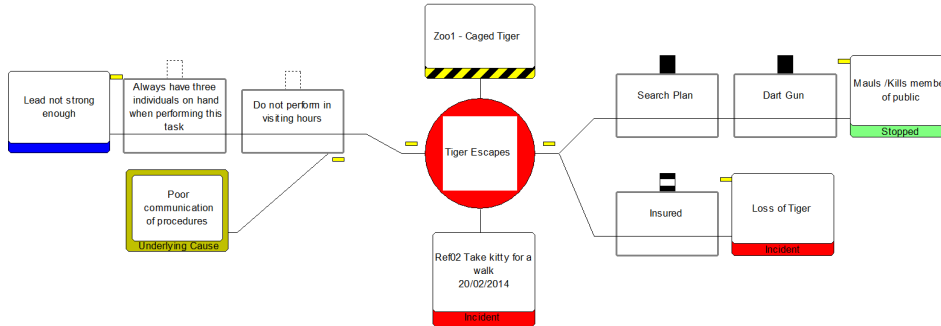 Zoo1 - Caged Tiger
Lead not strong
enough
Always have three
individuals on hand
when performing this
task
Do not perform in
visiting hours
Tiger Escapes
Search Plan
Dart Gun
Mauls /Kills member
of public
Stopped
Poor
communication
of procedures
Underlying Cause
Insured
Loss of Tiger
Incident
Ref02 Take kitty for a
walk
20/02/2014
Incident